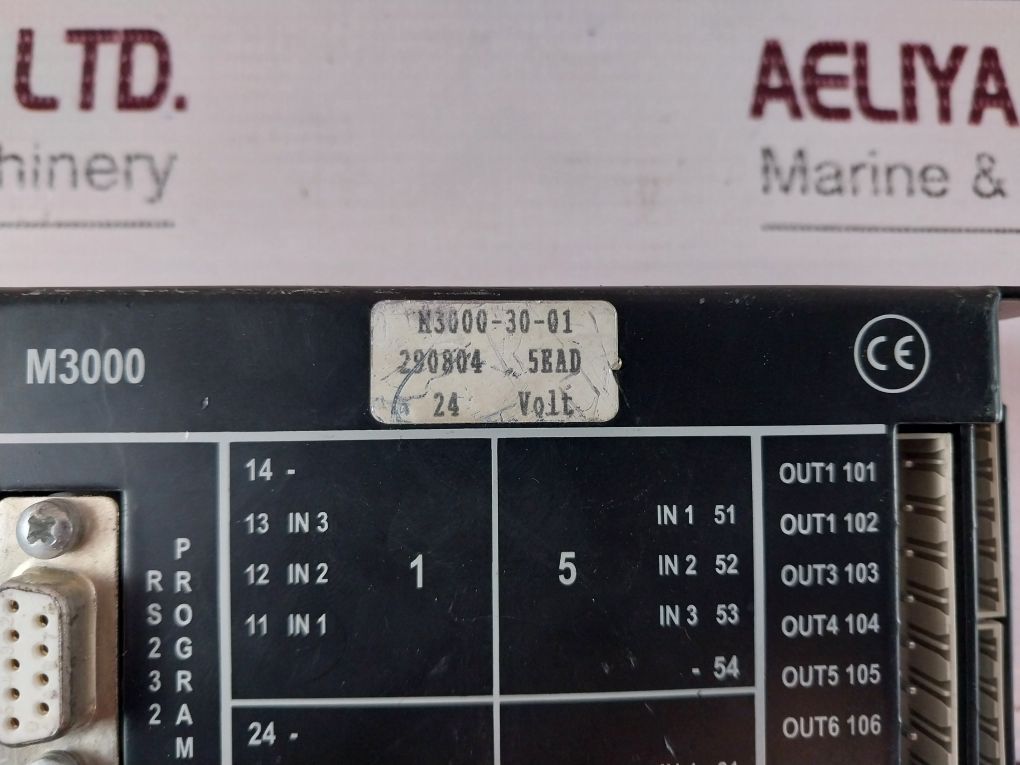 LTD.
AELIYA
hinery
Marine &
M3000
M3000-30-01
290804 5EAD
24 Volt
CE
RS232
PROGRAM
14 -
13 IN 3
12 IN 2
11 IN 1
1
24 -
5
IN 1 51
IN 2 52
IN 3 53
- 54
OUT1 101
OUT1 102
OUT3 103
OUT4 104
OUT5 105
OUT6 106